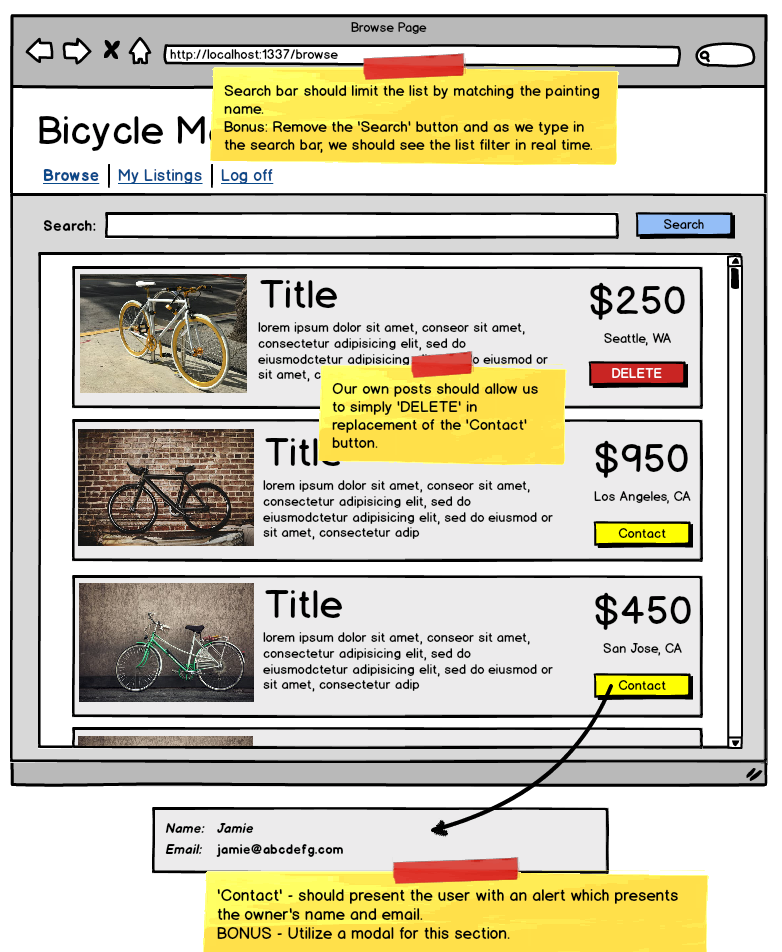 Browse Page
http://localhost:1337/browse
Search bar should limit the list by matching the painting
name.
Bonus: Remove the 'Search' button and as we type in
the search bar, we should see the list filter in real time.
Bicycle
Browse
My Listings
Log off
Search:
Search
Title
lorem ipsum dolor sit amet, conseor sit amet,
consectetur adipisicing elit, sed do
eiusmodctetur adipisicing eiusmod or
sit amet,
$250
Seattle, WA
DELETE
Our own posts should allow us
to simply 'DELETE' in
replacement of the 'Contact'
button.
Title
lorem ipsum dolor sit amet, conseor sit amet,
consectetur adipisicing elit, sed do
eiusmodctetur adipisicing elit, sed do eiusmod or
sit amet, consectetur adip
$950
Los Angeles, CA
Contact
Title
lorem ipsum dolor sit amet, conseor sit amet,
consectetur adipisicing elit, sed do
eiusmodctetur adipisicing elit, sed do eiusmod or
sit amet, consectetur adip
$450
San Jose, CA
Contact
Name: Jamie
Email: jamie@abcdefg.com
'Contact' - should present the user with an alert which presents
the owner's name and email.
BONUS - Utilize a modal for this section.